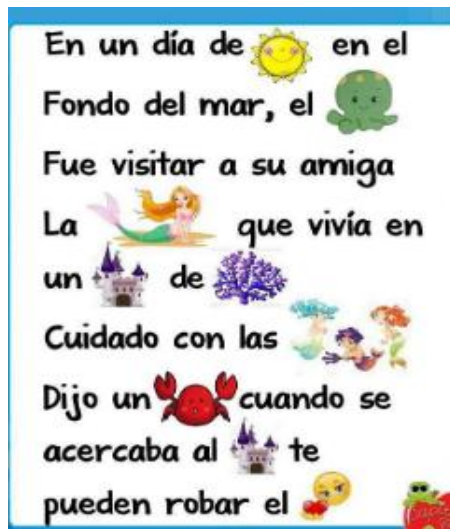 En un día de en el
Fondo del mar, el
Fue visitar a su amiga
La que vivía en
un de
Cuidado con las
Dijo un cuando se
acercaba al te
pueden robar el